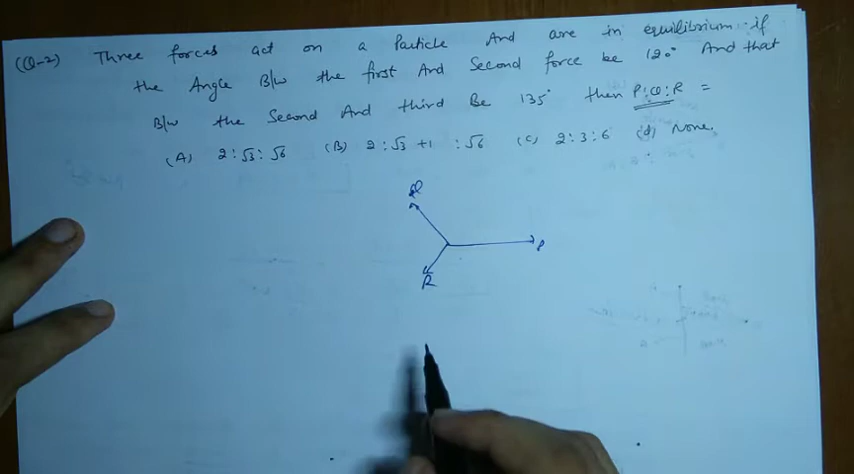 (Q-2) Three forces act on a Particle And are in equilibrium if
the Angle B/w the first And Second force be 120° And that
B/w the Second And third Be 135° then P:Q:R =
(A) 2:√3:√6 (B) 2:√3+1 :√6 (C) 2:3:6 (d) None.
Q
P
R